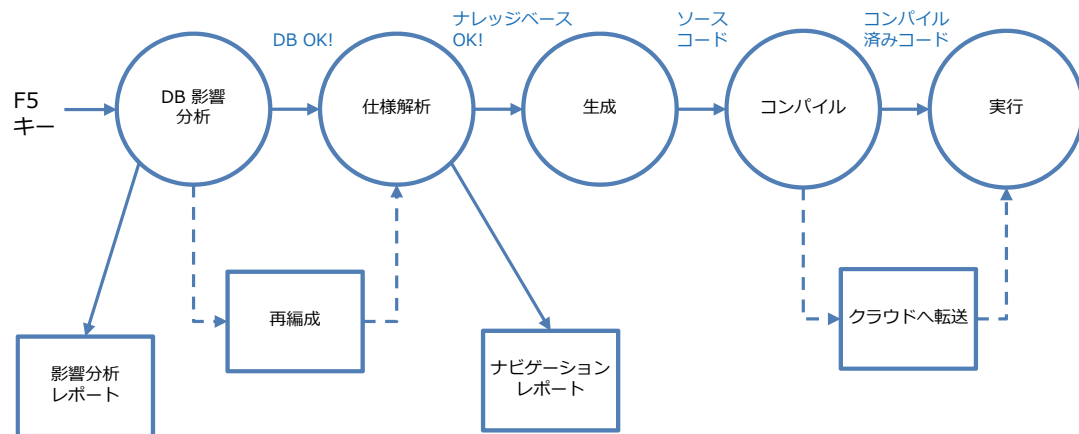 DB OK!
ナレッジベース
OK!
ソース
コード
コンパイル
済みコード
F5
キー
DB 影響
分析
仕様解析
生成
コンパイル
実行
再編成
クラウドへ転送
影響分析
レポート
ナビゲーション
レポート